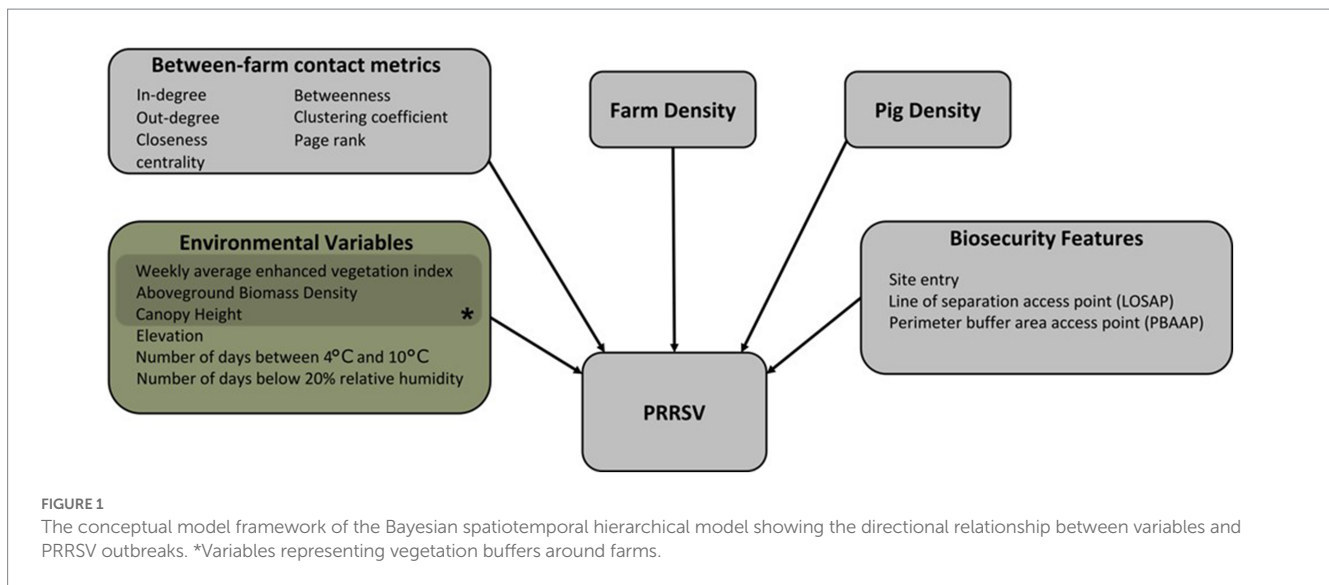 Between-farm contact metrics
In-degree
Out-degree
Closeness
centrality
Betweenness
Clustering coefficient
Page rank
Farm Density
Pig Density
Environmental Variables
Weekly average enhanced vegetation index
Aboveground Biomass Density
Canopy Height *
Elevation
Number of days between 4°C and 10°C
Number of days below 20% relative humidity
Biosecurity Features
Site entry
Line of separation access point (LOSAP)
Perimeter buffer area access point (PBAAP)
PRRSV
FIGURE 1
The conceptual model framework of the Bayesian spatiotemporal hierarchical model showing the directional relationship between variables and
PRRSV outbreaks. *Variables representing vegetation buffers around farms.